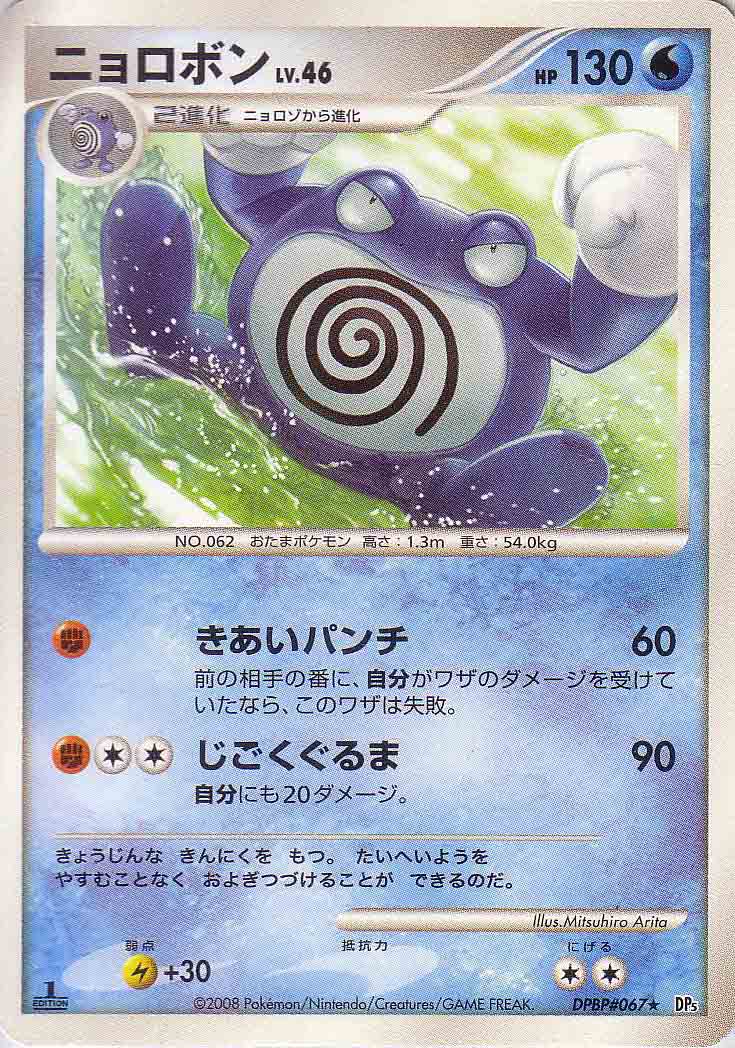 ニョロボン LV.46 HP 130
2進化 ニョロゾから進化
NO.062 おたまポケモン 高さ：1.3m 重さ：54.0kg
きあいパンチ 60
前の相手の番に、自分がワザのダメージを受けて
いたなら、このワザは失敗。
じごくぐるま 90
自分にも20ダメージ。
きょうじんな きんにくを もつ。 たいへいようを
やすむことなく およぎつづけることが できるのだ。
Illus.Mitsuhiro Arita
弱点 抵抗力 にげる
+30
1 EDITION
©2008 Pokémon/Nintendo/Creatures/GAME FREAK. DPBP#067★ DP5